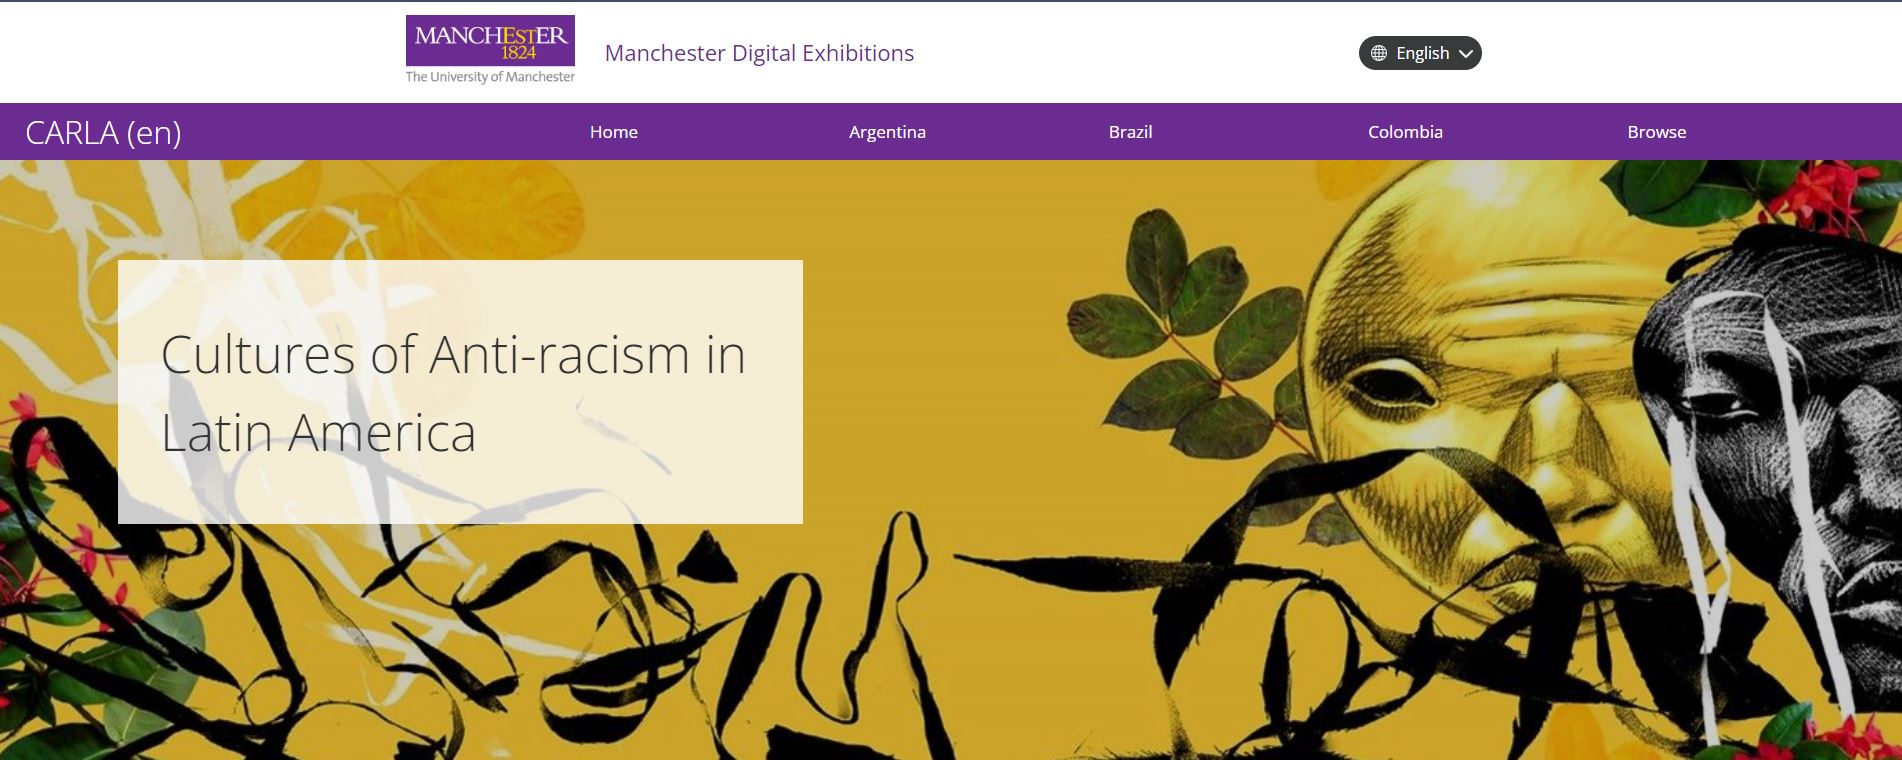 MANCHESTER
1824
The University of Manchester
Manchester Digital Exhibitions
English
CARLA (en)
Home
Argentina
Brazil
Colombia
Browse
Cultures of Anti-racism in
Latin America